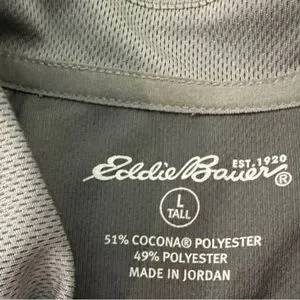 EST. 1920
Eddie Bauer®
L
TALL
51% COCONA® POLYESTER
49% POLYESTER
MADE IN JORDAN